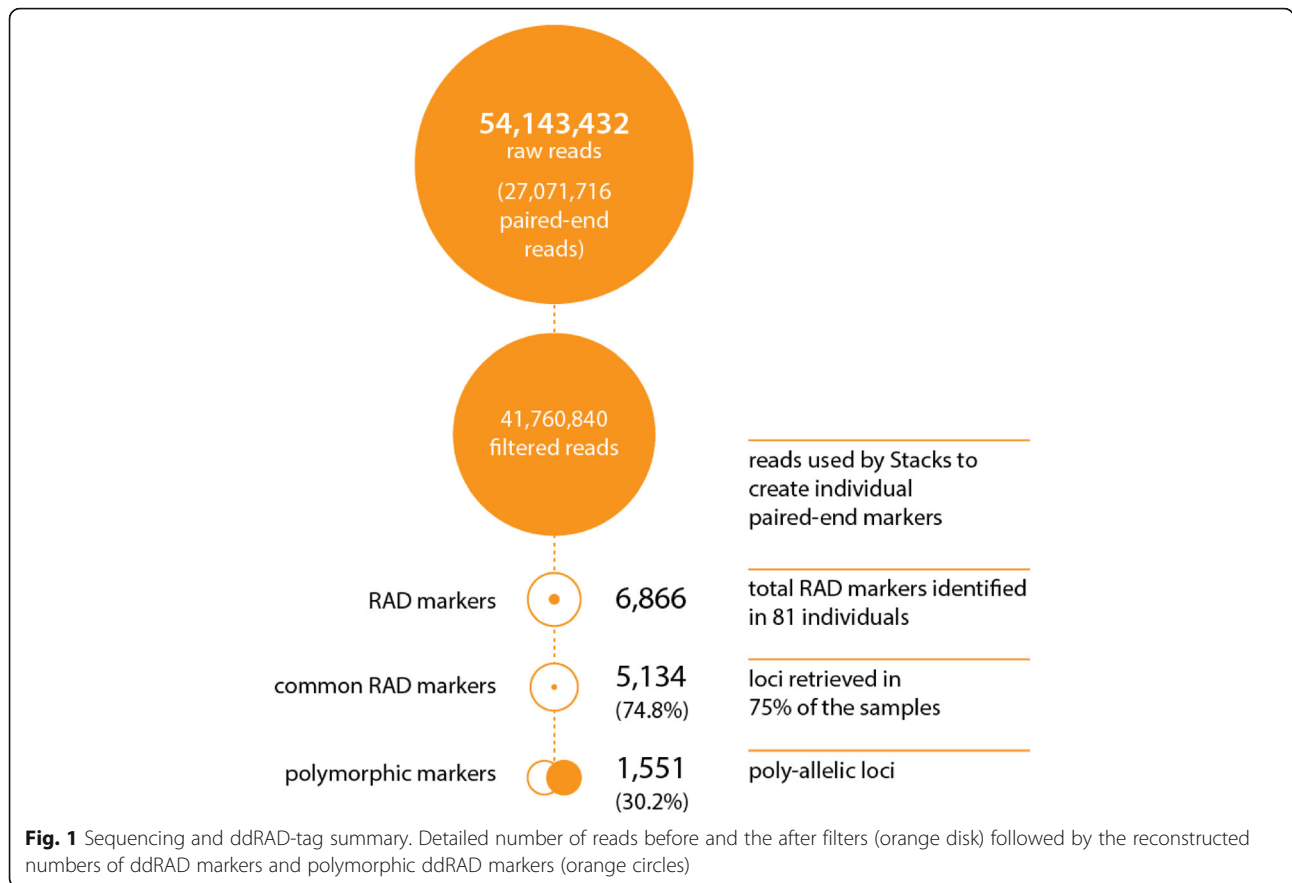 54,143,432
raw reads
(27,071,716
paired-end
reads)
41,760,840
filtered reads
reads used by Stacks to
create individual
paired-end markers
RAD markers
6,866
total RAD markers identified
in 81 individuals
common RAD markers
5,134
(74.8%)
loci retrieved in
75% of the samples
polymorphic markers
1,551
(30.2%)
poly-allelic loci
Fig. 1 Sequencing and ddRAD-tag summary. Detailed number of reads before and the after filters (orange disk) followed by the reconstructed
numbers of ddRAD markers and polymorphic ddRAD markers (orange circles)